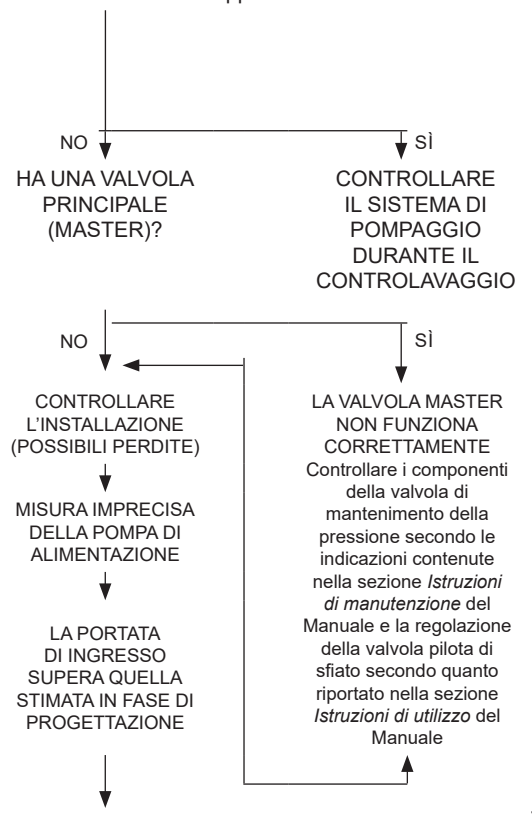 NO
SÌ
HA UNA VALVOLA
PRINCIPALE
(MASTER)?
CONTROLLARE
IL SISTEMA DI
POMPAGGIO
DURANTE IL
CONTROLAVAGGIO
NO
SÌ
CONTROLLARE
L'INSTALLAZIONE
(POSSIBILI PERDITE)
MISURA IMPRECISA
DELLA POMPA DI
ALIMENTAZIONE
LA PORTATA
DI INGRESSO
SUPERA QUELLA
STIMATA IN FASE DI
PROGETTAZIONE
LA VALVOLA MASTER
NON FUNZIONA
CORRETTAMENTE
Controllare i componenti
della valvola di
mantenimento della
pressione secondo le
indicazioni contenute
nella sezione Istruzioni
di manutenzione del
Manuale e la regolazione
della valvola pilota di
sfiato secondo quanto
riportato nella sezione
Istruzioni di utilizzo del
Manuale